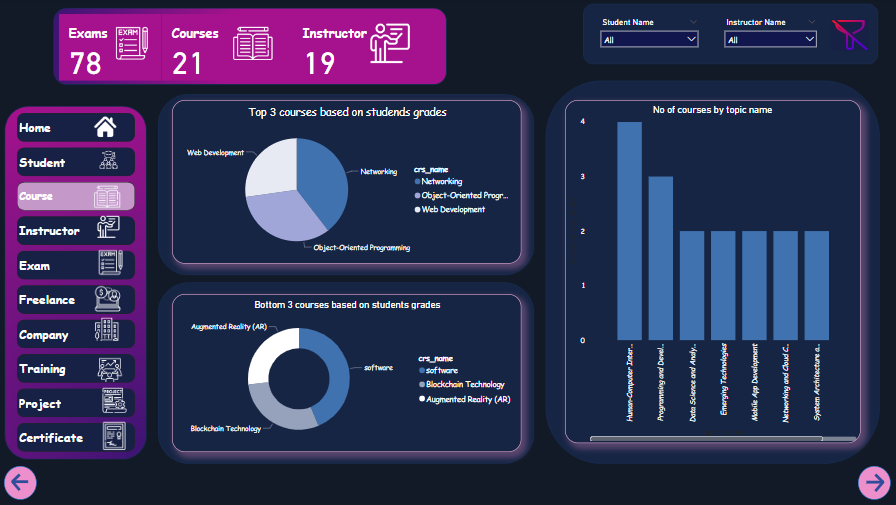 Exams
78
Courses
21
Instructor
19
Student Name
All
Instructor Name
All
Home
Student
Course
Instructor
Exam
Freelance
Company
Training
Project
Certificate
Top 3 courses based on studends grades
Web Development
Networking
Object-Oriented Programming
crs_name
Networking
Object-Oriented Progr...
Web Development
Bottom 3 courses based on students grades
Augmented Reality (AR)
software
Blockchain Technology
crs_name
software
Blockchain Technology
Augmented Reality (AR)
No of courses by topic name
4
3
2
1
0
Human-Computer Inter...
Programming and Devel...
Data Science and Analy...
Emerging Technologies
Mobile App Development
Networking and Cloud C...
System Architecture a...
EXAM
EXAM
PROJECT